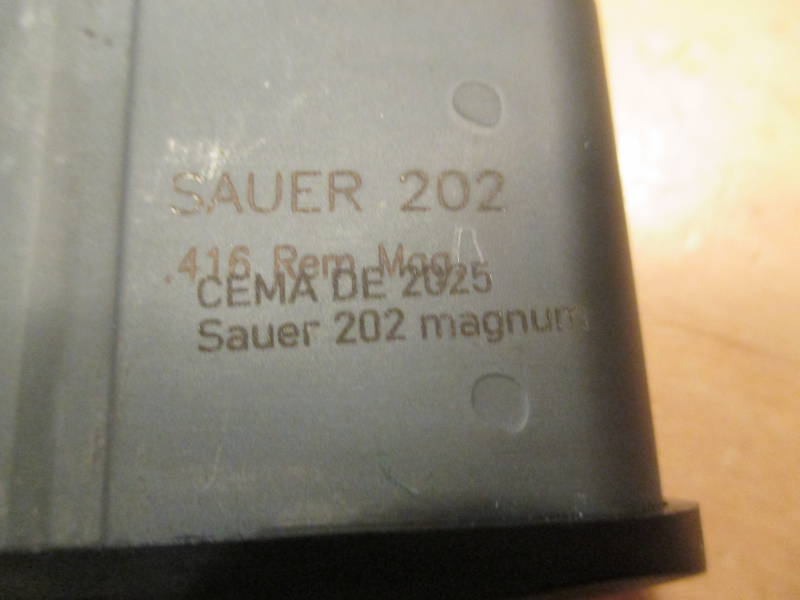 SAUER 202
.416 Rem. Mag.
CEMA DE 2025
Sauer 202 magnum